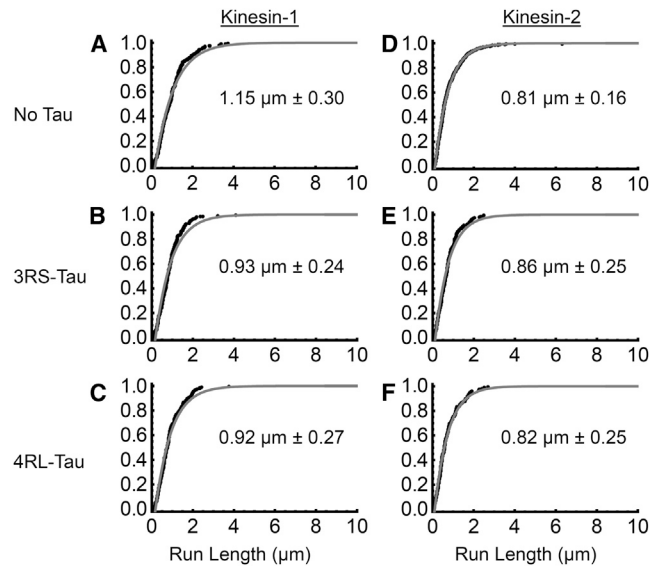 Kinesin-1 Kinesin-2
No Tau
A
1.0
0.8
0.6
0.4
0.2
0.0
1.15 µm ± 0.30
0 2 4 6 8 10
D
1.0
0.8
0.6
0.4
0.2
0.0
0.81 µm ± 0.16
0 2 4 6 8 10
3RS-Tau
B
1.0
0.8
0.6
0.4
0.2
0.0
0.93 µm ± 0.24
0 2 4 6 8 10
E
1.0
0.8
0.6
0.4
0.2
0.0
0.86 µm ± 0.25
0 2 4 6 8 10
4RL-Tau
C
1.0
0.8
0.6
0.4
0.2
0.0
0.92 µm ± 0.27
0 2 4 6 8 10
Run Length (µm)
F
1.0
0.8
0.6
0.4
0.2
0.0
0.82 µm ± 0.25
0 2 4 6 8 10
Run Length (µm)